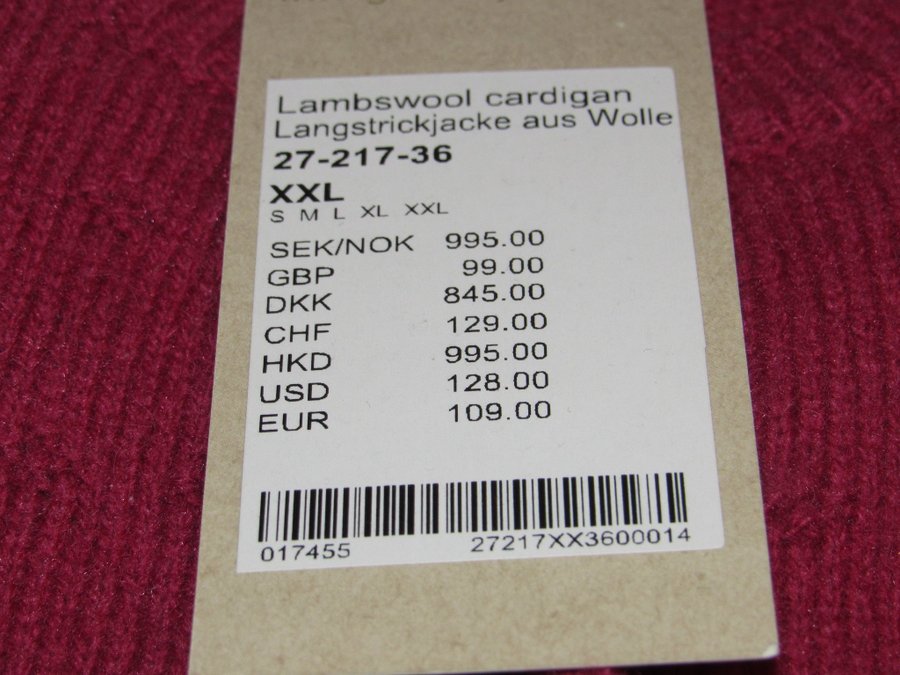 Lambswool cardigan
Langstrickjacke aus Wolle
27-217-36
XXL
S M L XL XXL
SEK/NOK 995.00
GBP 99.00
DKK 845.00
CHF 129.00
HKD 995.00
USD 128.00
EUR 109.00
017455 27217XX3600014